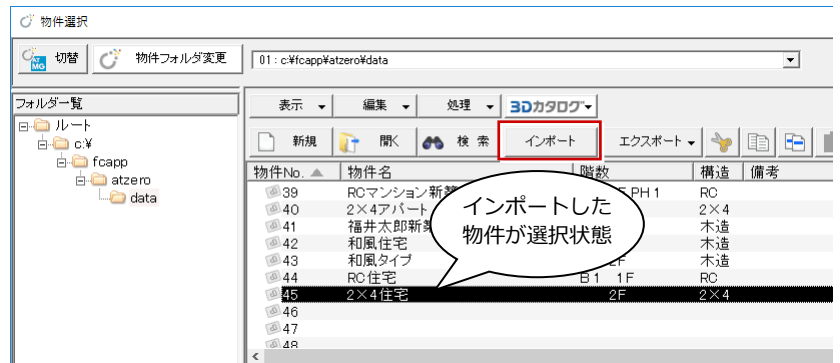 物件選択
切替 物件フォルダ変更 01 : c:¥fcapp¥atzero¥data
フォルダ一覧
ルート
c:¥
fcapp
atzero
data
表示 編集 処理 3Dカタログ
新規 開く 検 索 インポート エクスポート
物件No. 物件名 階数 構造 備考
39 RCマンション新築 PH 1 RC
40 2×4アパート 2×4
41 福井太郎新築 木造
42 和風住宅 木造
43 和風タイプ 2F 木造
44 RC住宅 B 1 1F RC
45 2×4住宅 2F 2×4
46
47
48
インポートした
物件が選択状態